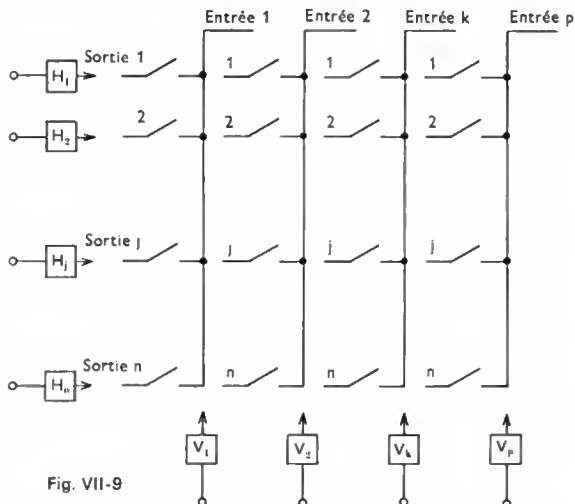 Entrée 1 Entrée 2 Entrée k Entrée p
Sortie 1
H₁ 1 1 1
H₂ 2 2 2 2
Sortie j
Hⱼ j j j
Sortie n
Hₙ n n n
V₁ V₂ Vₖ Vₚ
Fig. VII-9